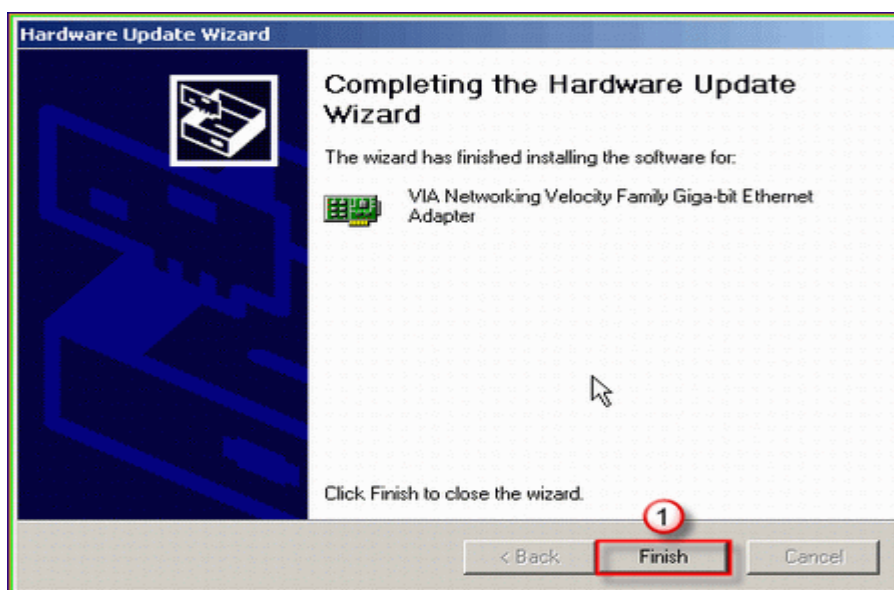 Hardware Update Wizard
Completing the Hardware Update
Wizard
The wizard has finished installing the software for:
VIA Networking Velocity Family Giga-bit Ethernet
Adapter
Click Finish to close the wizard.
1
< Back Finish Cancel